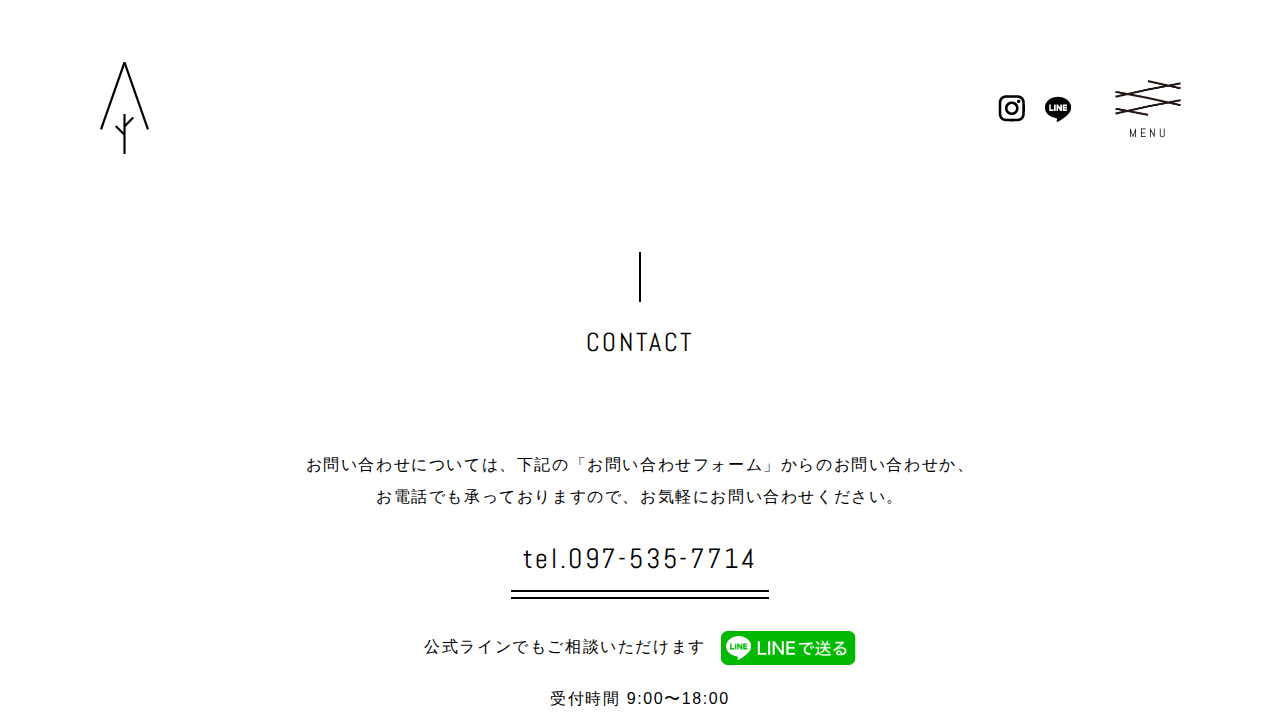 LINE
MENU
CONTACT
お問い合わせについては、下記の「お問い合わせフォーム」からのお問い合わせか、
お電話でも承っておりますので、お気軽にお問い合わせください。
tel.097-535-7714
公式ラインでもご相談いただけます
LINE LINEで送る
受付時間 9:00〜18:00